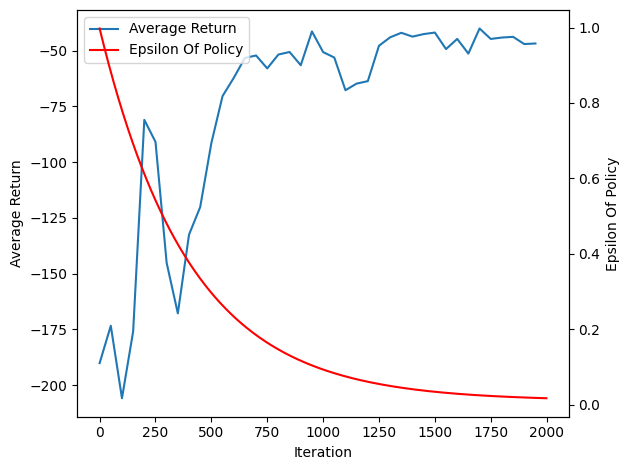 Average Return
Epsilon Of Policy
−50
−75
−100
−125
−150
−175
−200
Average Return
1.0
0.8
0.6
0.4
0.2
0.0
Epsilon Of Policy
0 250 500 750 1000 1250 1500 1750 2000
Iteration